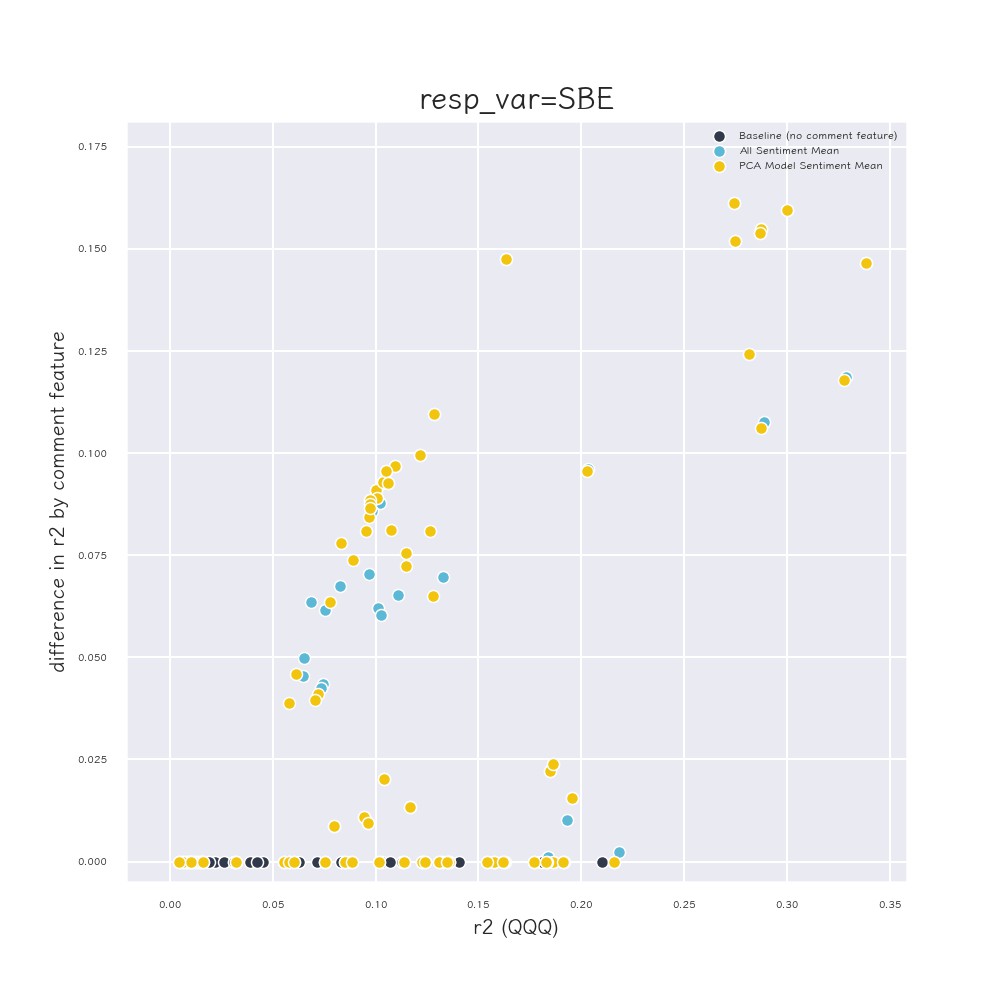 resp_var=SBE
Baseline (no comment feature)
All Sentiment Mean
PCA Model Sentiment Mean
difference in r2 by comment feature
0.175
0.150
0.125
0.100
0.075
0.050
0.025
0.000
0.00 0.05 0.10 0.15 0.20 0.25 0.30 0.35
r2 (QQQ)